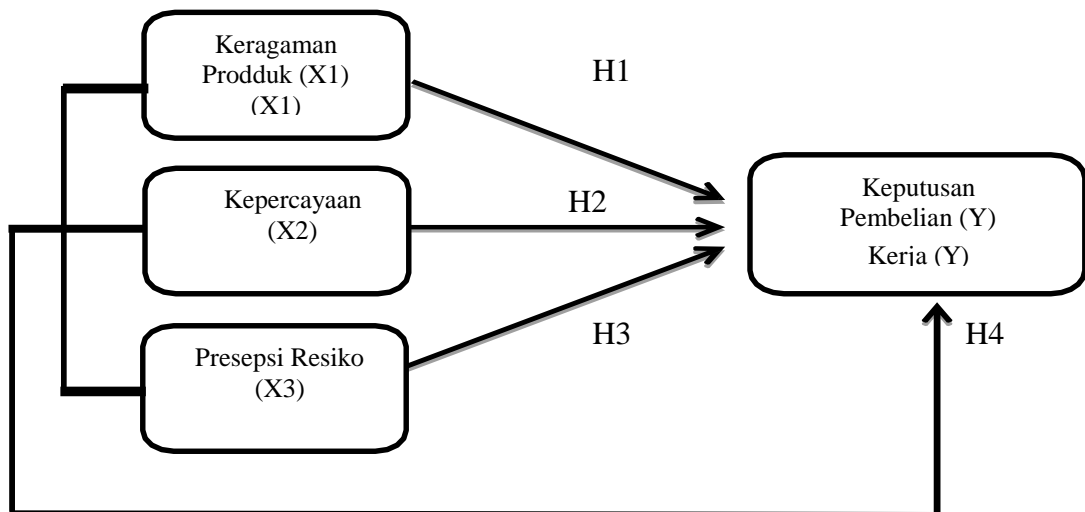 Keragaman
Prodduk (X1)
(X1)
H1
Kepercayaan
(X2)
H2
Keputusan
Pembelian (Y)
Kerja (Y)
Presepsi Resiko
(X3)
H3
H4